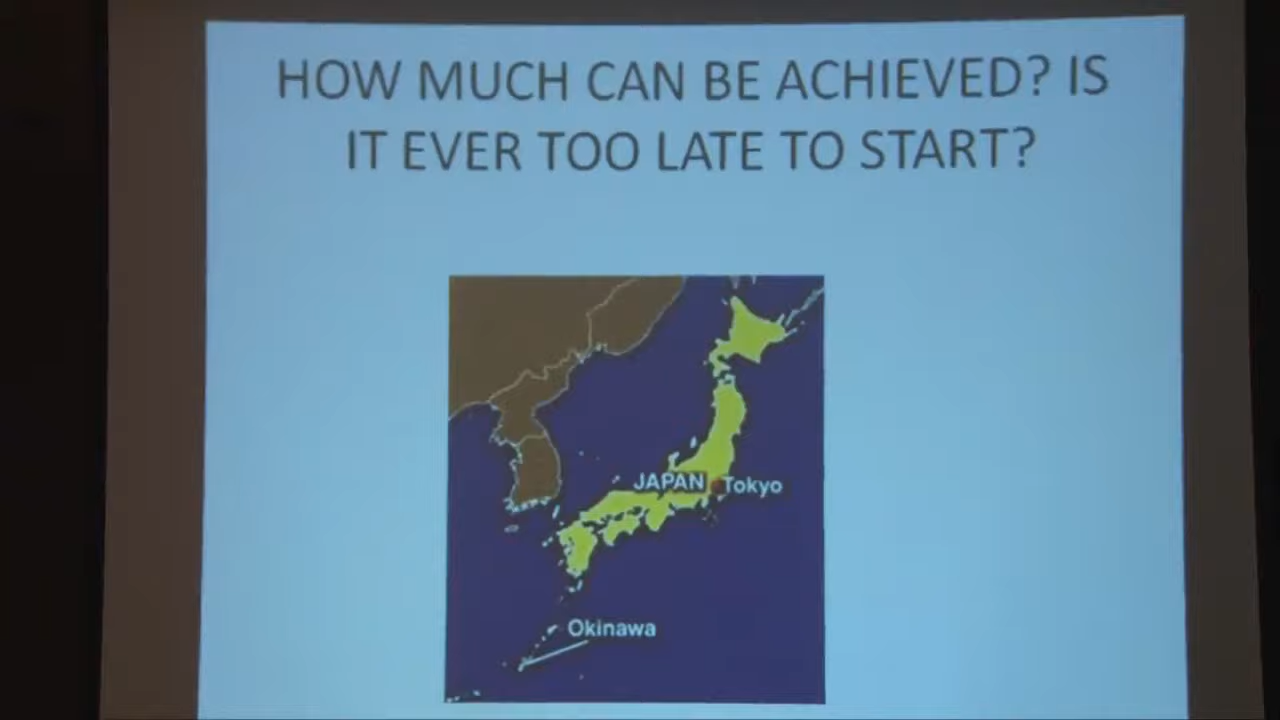 HOW MUCH CAN BE ACHIEVED? IS
IT EVER TOO LATE TO START?
JAPAN
Tokyo
Okinawa